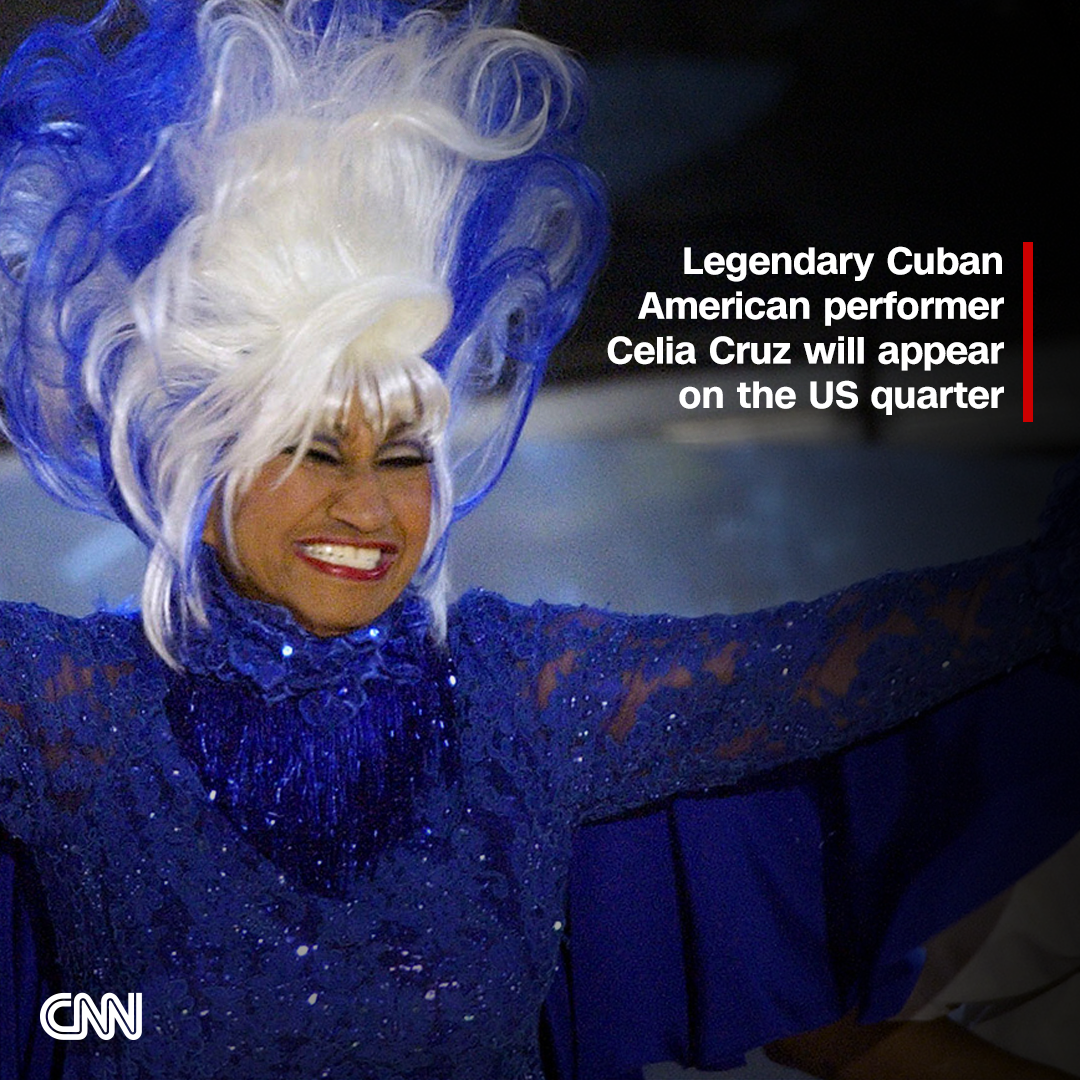 Legendary Cuban
American performer
Celia Cruz will appear
on the US quarter
CNN